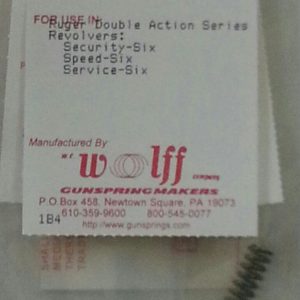 FOR USE IN:
Ruger Double Action Series
Revolvers:
Security-Six
Speed-Six
Service-Six
Manufactured By:
W.C.
wolff
company
GUNSPRINGMAKERS
P.O.Box 458, Newtown Square, PA 19073
1B4 610-359-9600 800-545-0077
http://www.gunsprings.com